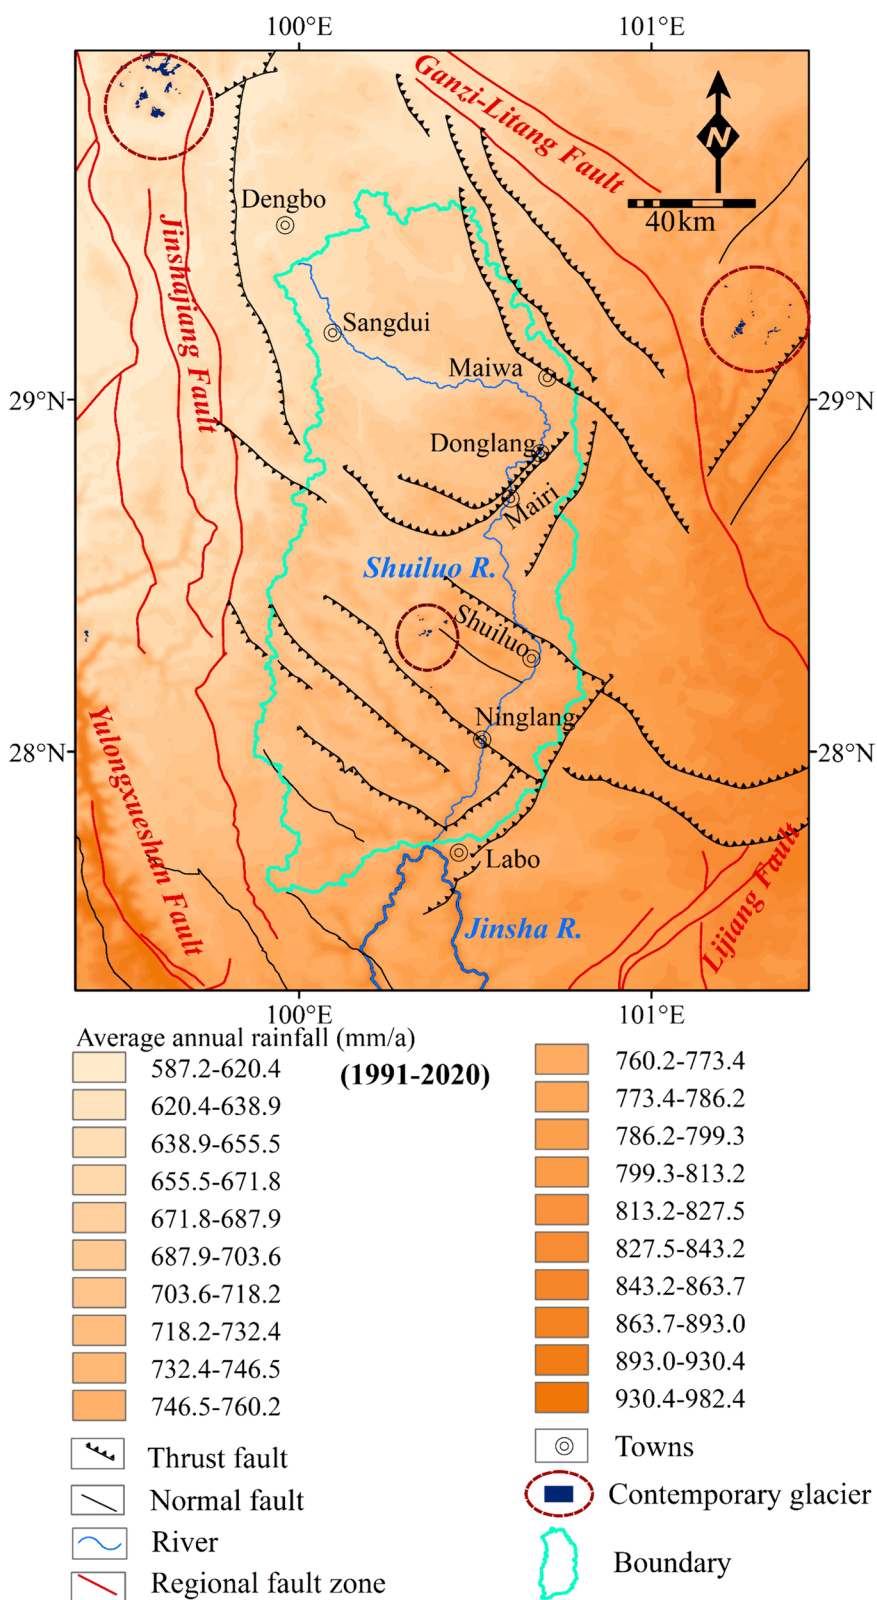 100°E
101°E
Ganzi-Litang Fault
N
40km
Dengbo
Jinshajiang Fault
Sangdui
Maiwa
29°N
29°N
Donglang
Mairi
Shuiluo R.
Shuiluo
Ninglang
28°N
28°N
Yulongxueshan Fault
Labo
Lijiang Fault
Jinsha R.
100°E
101°E
Average annual rainfall (mm/a)
(1991-2020)
587.2-620.4
620.4-638.9
638.9-655.5
655.5-671.8
671.8-687.9
687.9-703.6
703.6-718.2
718.2-732.4
732.4-746.5
746.5-760.2
760.2-773.4
773.4-786.2
786.2-799.3
799.3-813.2
813.2-827.5
827.5-843.2
843.2-863.7
863.7-893.0
893.0-930.4
930.4-982.4
Thrust fault
Normal fault
River
Regional fault zone
Towns
Contemporary glacier
Boundary